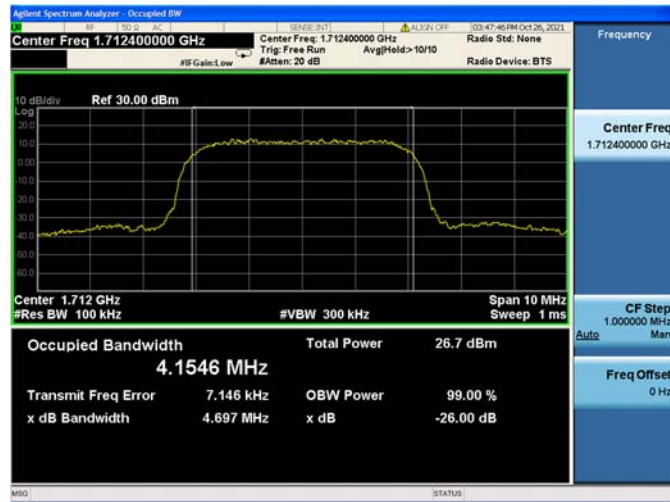 Agilent Spectrum Analyzer - Occupied BW
RF 50 Ω AC SENSE:INT ALIGN OFF 03:47:46 PM Oct 26, 2021
Center Freq 1.712400000 GHz Center Freq: 1.712400000 GHz Radio Std: None Frequency
Trig: Free Run Avg|Hold:>10/10
#IFGain:Low #Atten: 20 dB Radio Device: BTS
10 dB/div Ref 30.00 dBm
Log
20.0
10.0
0.00
-10.0
-20.0
-30.0
-40.0
-50.0
-60.0
Center Freq
1.712400000 GHz
Center 1.712 GHz Span 10 MHz
#Res BW 100 kHz #VBW 300 kHz Sweep 1 ms
CF Step
1.000000 MHz
Auto Man
Occupied Bandwidth Total Power 26.7 dBm
4.1546 MHz
Transmit Freq Error 7.146 kHz OBW Power 99.00 %
x dB Bandwidth 4.697 MHz x dB -26.00 dB
Freq Offset
0 Hz
MSG STATUS